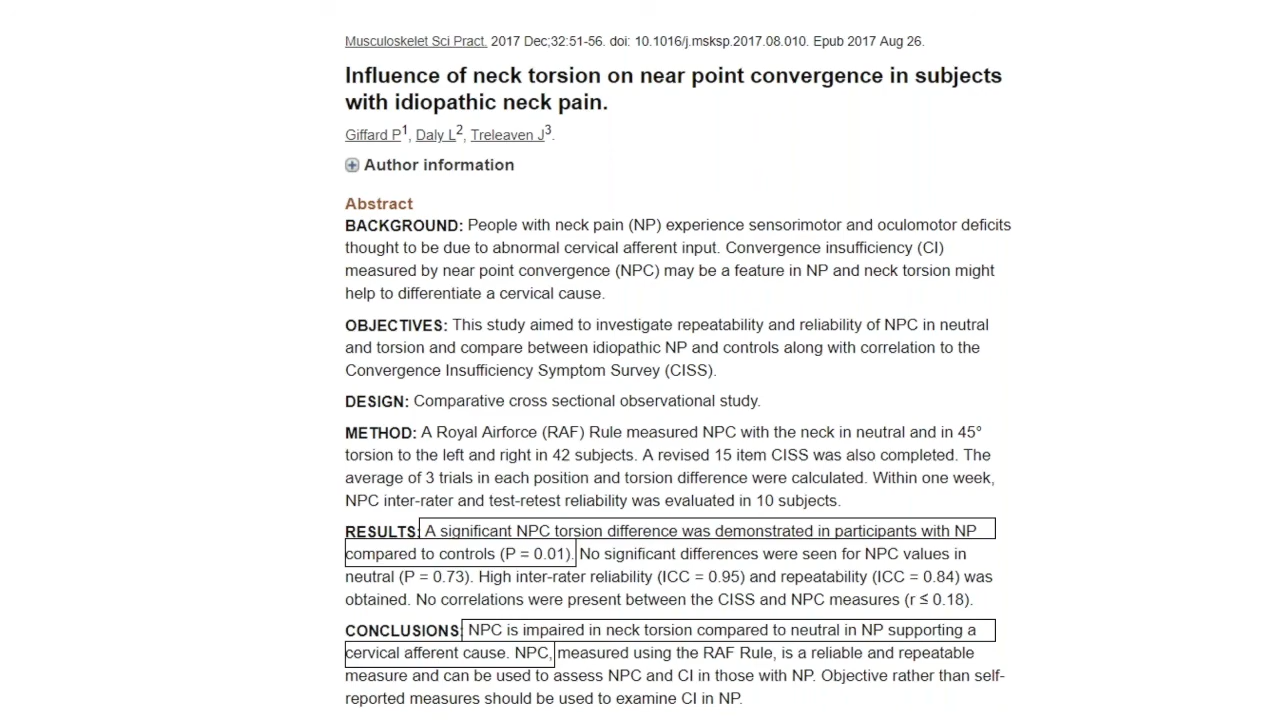 Musculoskelet Sci Pract. 2017 Dec;32:51-56. doi: 10.1016/j.msksp.2017.08.010. Epub 2017 Aug 26.
Influence of neck torsion on near point convergence in subjects
with idiopathic neck pain.
Giffard P1, Daly L2, Treleaven J3.
Author information
Abstract
BACKGROUND: People with neck pain (NP) experience sensorimotor and oculomotor deficits
thought to be due to abnormal cervical afferent input. Convergence insufficiency (CI)
measured by near point convergence (NPC) may be a feature in NP and neck torsion might
help to differentiate a cervical cause.
OBJECTIVES: This study aimed to investigate repeatability and reliability of NPC in neutral
and torsion and compare between idiopathic NP and controls along with correlation to the
Convergence Insufficiency Symptom Survey (CISS).
DESIGN: Comparative cross sectional observational study.
METHOD: A Royal Airforce (RAF) Rule measured NPC with the neck in neutral and in 45°
torsion to the left and right in 42 subjects. A revised 15 item CISS was also completed. The
average of 3 trials in each position and torsion difference were calculated. Within one week,
NPC inter-rater and test-retest reliability was evaluated in 10 subjects.
RESULTS: A significant NPC torsion difference was demonstrated in participants with NP
compared to controls (P = 0.01). No significant differences were seen for NPC values in
neutral (P = 0.73). High inter-rater reliability (ICC = 0.95) and repeatability (ICC = 0.84) was
obtained. No correlations were present between the CISS and NPC measures (r ≤ 0.18).
CONCLUSIONS: NPC is impaired in neck torsion compared to neutral in NP supporting a
cervical afferent cause. NPC, measured using the RAF Rule, is a reliable and repeatable
measure and can be used to assess NPC and CI in those with NP. Objective rather than self-
reported measures should be used to examine CI in NP.